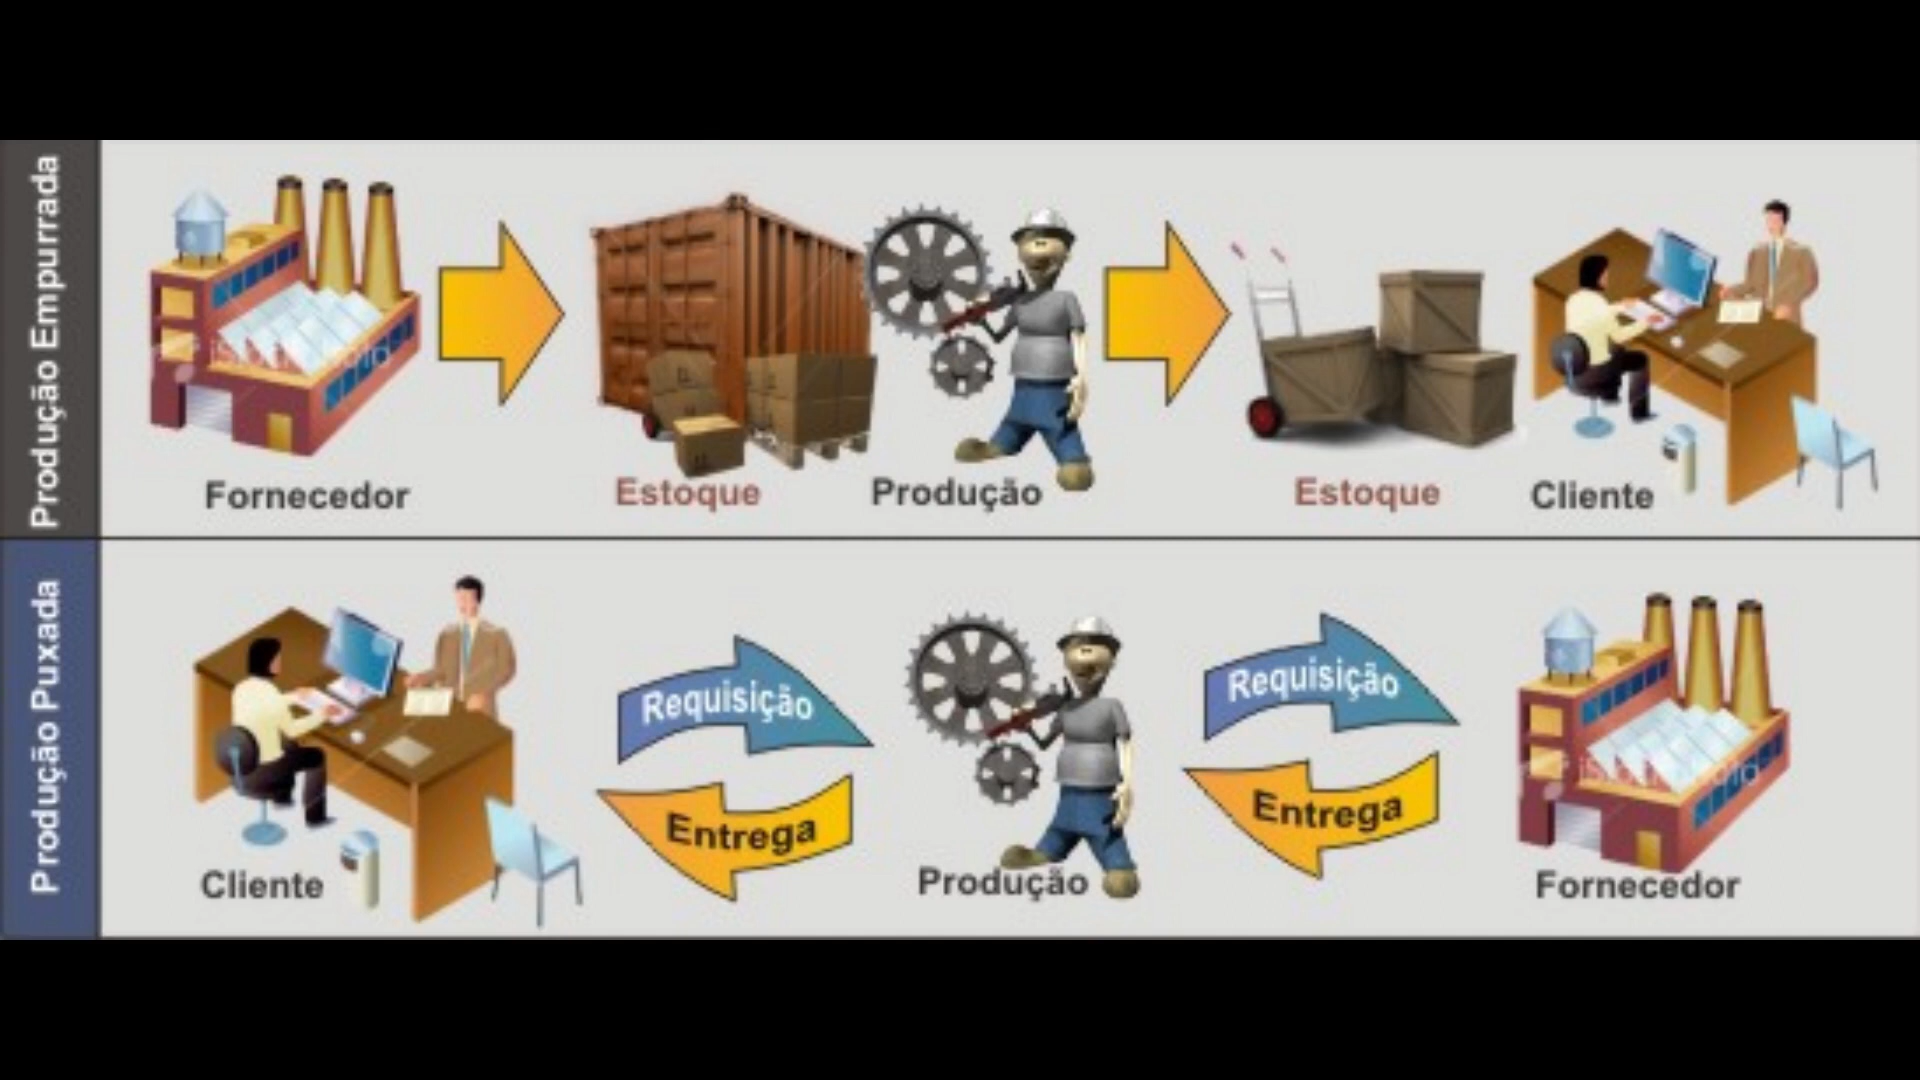 Produção Empurrada
Fornecedor
Estoque
Produção
Estoque
Cliente
Produção Puxada
Cliente
Requisição
Entrega
Produção
Requisição
Entrega
Fornecedor